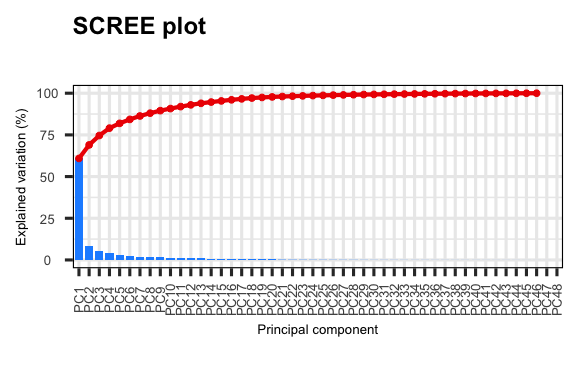 SCREE plot
Explained variation (%)
100
75
50
25
0
PC1
PC2
PC3
PC4
PC5
PC6
PC7
PC8
PC9
PC10
PC11
PC12
PC13
PC14
PC15
PC16
PC17
PC18
PC19
PC20
PC21
PC22
PC23
PC24
PC25
PC26
PC27
PC28
PC29
PC30
PC31
PC32
PC33
PC34
PC35
PC36
PC37
PC38
PC39
PC40
PC41
PC42
PC43
PC44
PC45
PC46
PC47
PC48
Principal component